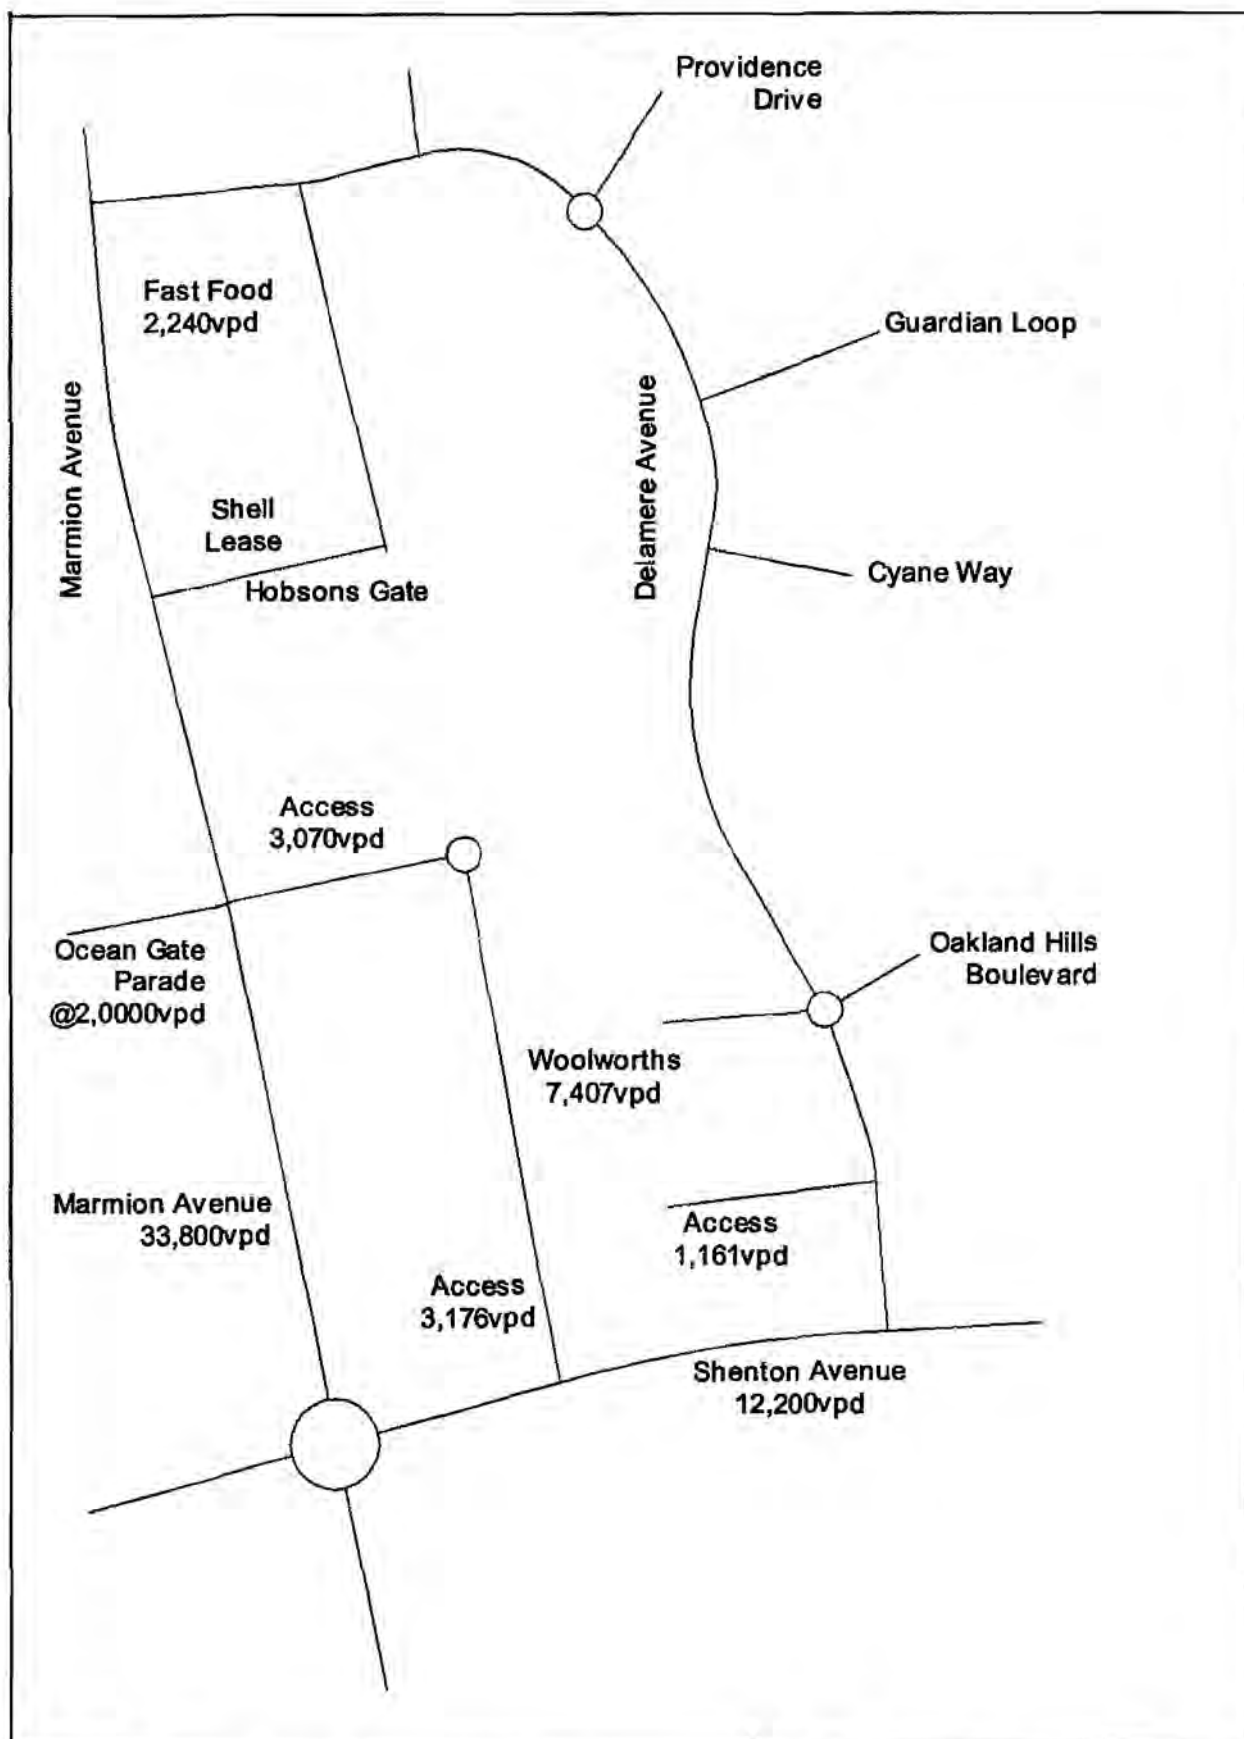 Providence
Drive
Fast Food
2,240vpd
Guardian Loop
Marmion Avenue
Delamere Avenue
Shell
Lease
Hobsons Gate
Cyane Way
Access
3,070vpd
Ocean Gate
Parade
@2,0000vpd
Oakland Hills
Boulevard
Woolworths
7,407vpd
Marmion Avenue
33,800vpd
Access
1,161vpd
Access
3,176vpd
Shenton Avenue
12,200vpd